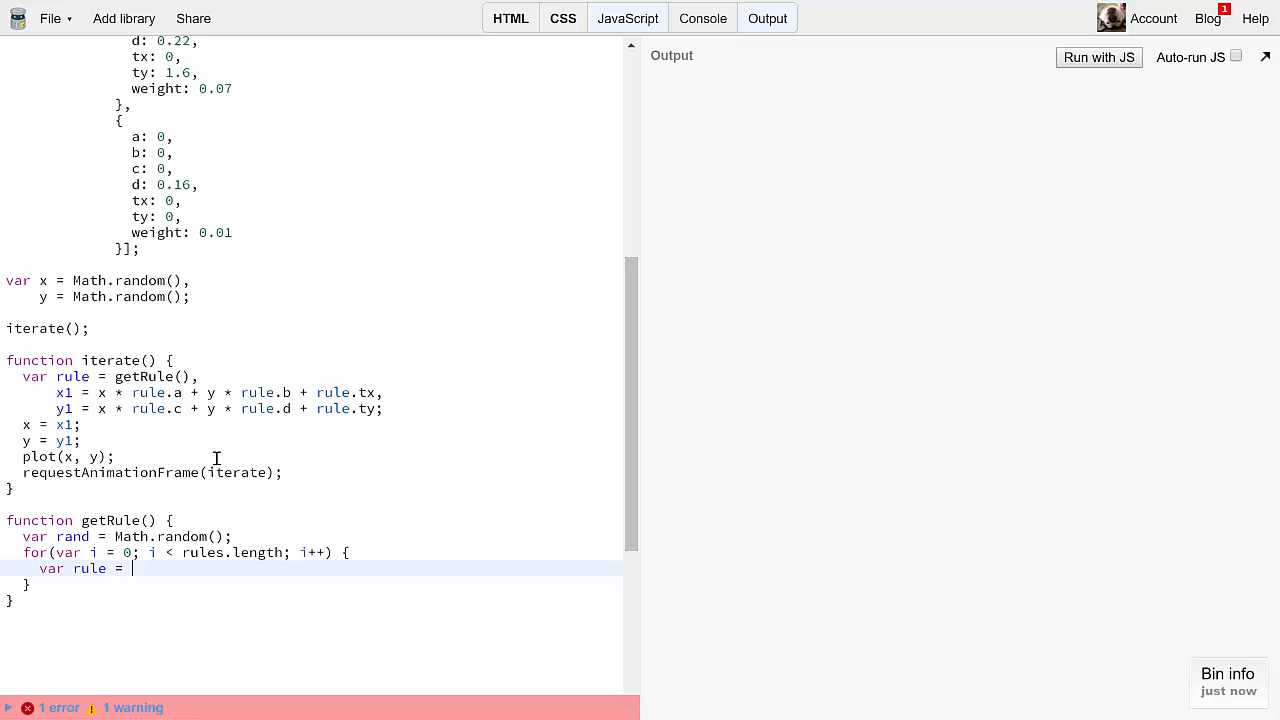 File ▾ Add library Share HTML CSS JavaScript Console Output Account Blog 1 Help
d: 0.22,
tx: 0,
ty: 1.6,
weight: 0.07
},
{
a: 0,
b: 0,
c: 0,
d: 0.16,
tx: 0,
ty: 0,
weight: 0.01
}];
var x = Math.random(),
y = Math.random();
iterate();
function iterate() {
var rule = getRule(),
x1 = x * rule.a + y * rule.b + rule.tx,
y1 = x * rule.c + y * rule.d + rule.ty;
x = x1;
y = y1;
plot(x, y);
requestAnimationFrame(iterate);
}
function getRule() {
var rand = Math.random();
for(var i = 0; i < rules.length; i++) {
var rule =
}
}
1 error 1 warning
Output Run with JS Auto-run JS
Bin info
just now